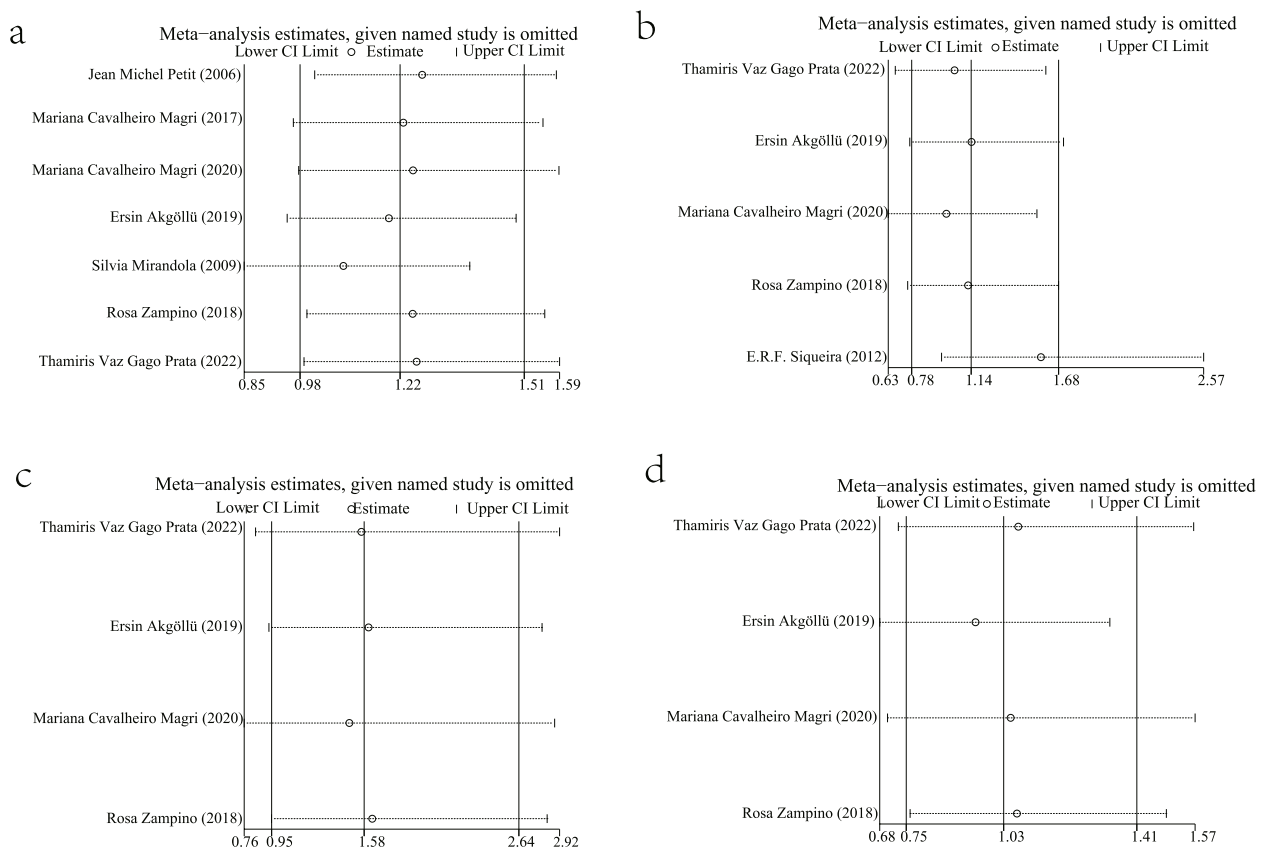 a
Meta−analysis estimates, given named study is omitted
Lower CI Limit Estimate Upper CI Limit
Jean Michel Petit (2006)
Mariana Cavalheiro Magri (2017)
Mariana Cavalheiro Magri (2020)
Ersin Akgöllü (2019)
Silvia Mirandola (2009)
Rosa Zampino (2018)
Thamiris Vaz Gago Prata (2022)
0.85 0.98 1.22 1.51 1.59
b
Meta−analysis estimates, given named study is omitted
Lower CI Limit Estimate Upper CI Limit
Thamiris Vaz Gago Prata (2022)
Ersin Akgöllü (2019)
Mariana Cavalheiro Magri (2020)
Rosa Zampino (2018)
E.R.F. Siqueira (2012)
0.63 0.78 1.14 1.68 2.57
c
Meta−analysis estimates, given named study is omitted
Lower CI Limit Estimate Upper CI Limit
Thamiris Vaz Gago Prata (2022)
Ersin Akgöllü (2019)
Mariana Cavalheiro Magri (2020)
Rosa Zampino (2018)
0.76 0.95 1.58 2.64 2.92
d
Meta−analysis estimates, given named study is omitted
Lower CI Limit Estimate Upper CI Limit
Thamiris Vaz Gago Prata (2022)
Ersin Akgöllü (2019)
Mariana Cavalheiro Magri (2020)
Rosa Zampino (2018)
0.68 0.75 1.03 1.41 1.57